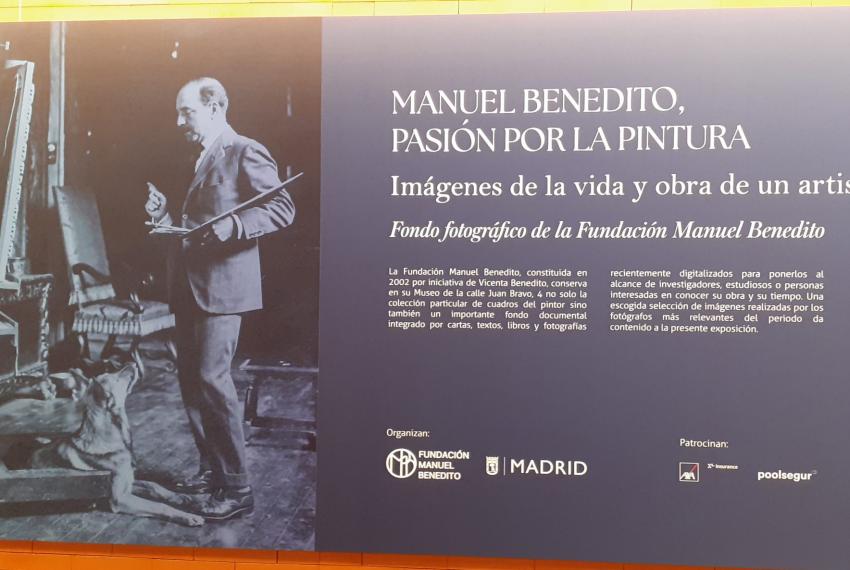 MANUEL BENEDITO,
PASIÓN POR LA PINTURA
Imágenes de la vida y obra de un artis
Fondo fotográfico de la Fundación Manuel Benedito
La Fundación Manuel Benedito, constituida en
2002 por iniciativa de Vicenta Benedito, conserva
en su Museo de la calle Juan Bravo, 4 no solo la
colección particular de cuadros del pintor sino
también un importante fondo documental
integrado por cartas, textos, libros y fotografías
recientemente digitalizados para ponerlos al
alcance de investigadores, estudiosos o personas
interesadas en conocer su obra y su tiempo. Una
escogida selección de imágenes realizadas por los
fotógrafos más relevantes del periodo da
contenido a la presente exposición.
Organizan:
FUNDACIÓN
MANUEL
BENEDITO
MADRID
Patrocinan:
AXA
XL Insurance
poolsegur